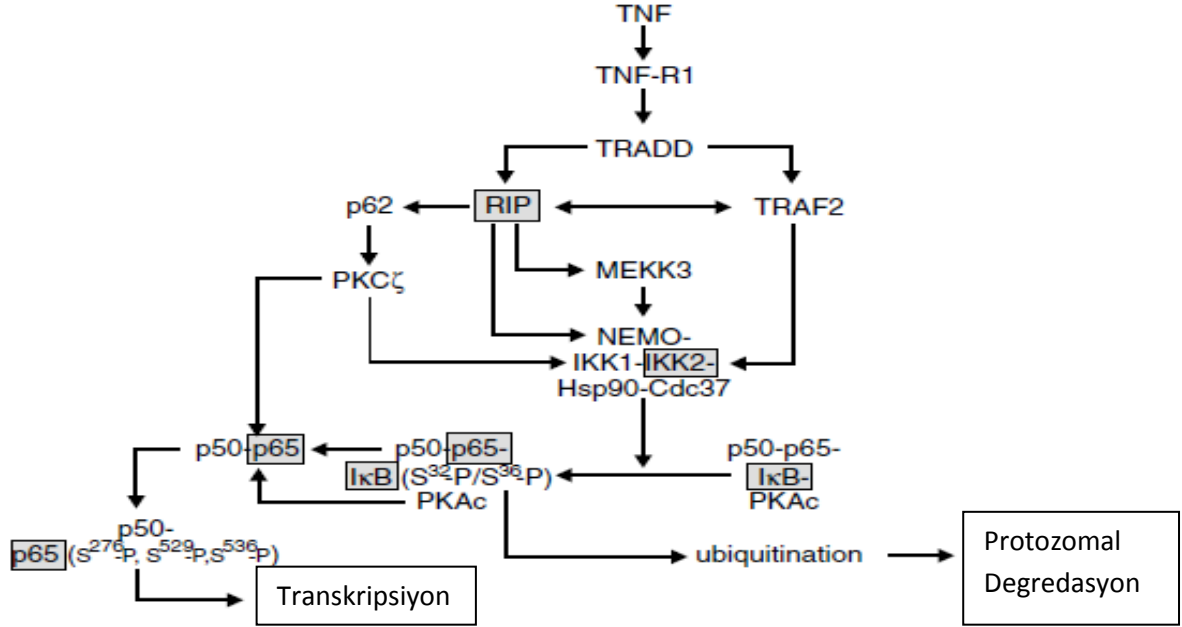 TNF
TNF-R1
TRADD
p62
RIP
TRAF2
PKCζ
MEKK3
NEMO-
IKK1-IKK2-
Hsp90-Cdc37
p50-p65
p50-p65-
IκB (S32-P/S36-P)
PKAc
p50-p65-
IκB-
PKAc
p50-
p65 (S276-P, S529-P,S536-P)
ubiquitination
Protozomal
Degredasyon
Transkripsiyon